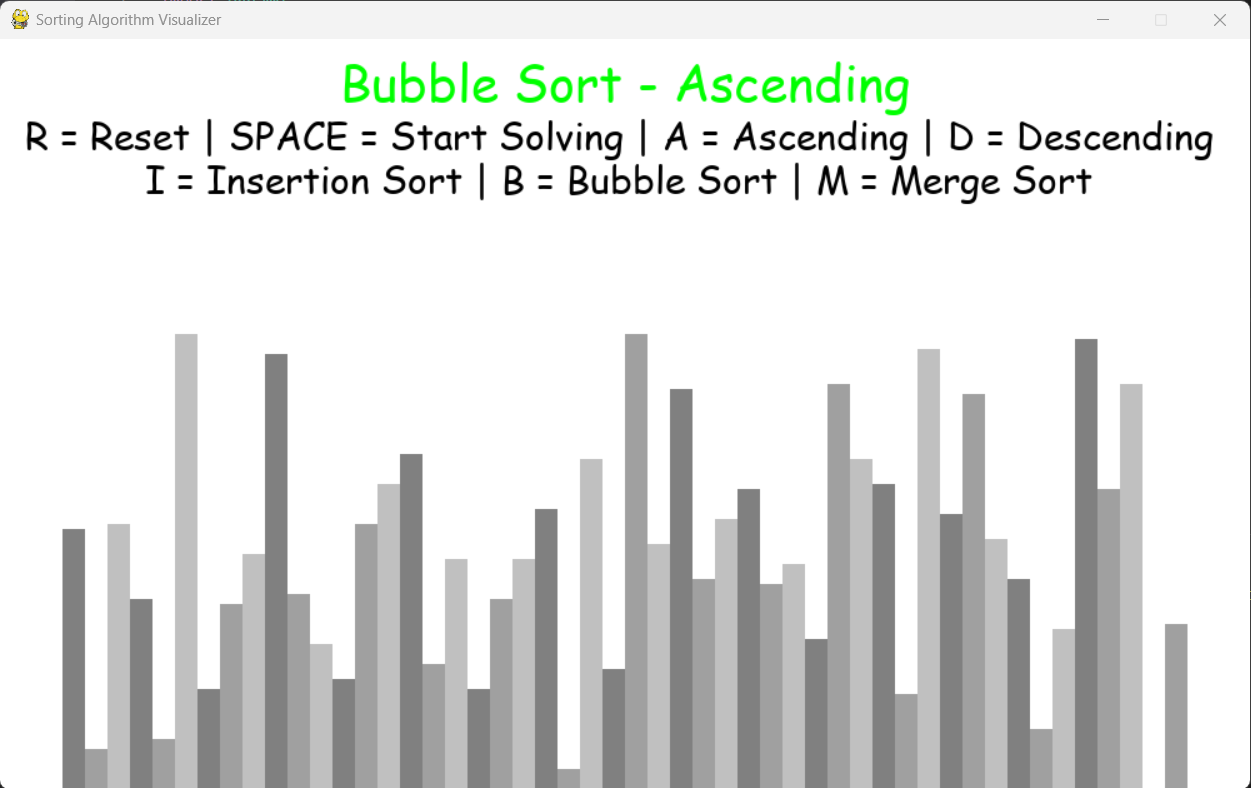 Sorting Algorithm Visualizer
Bubble Sort - Ascending
R = Reset | SPACE = Start Solving | A = Ascending | D = Descending
I = Insertion Sort | B = Bubble Sort | M = Merge Sort